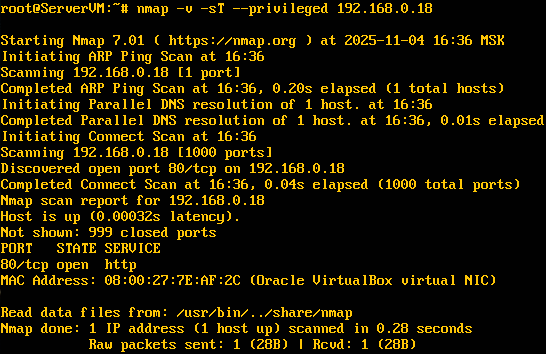 root@ServerVM:~# nmap -v -sT --privileged 192.168.0.18
Starting Nmap 7.01 ( https://nmap.org ) at 2025-11-04 16:36 MSK
Initiating ARP Ping Scan at 16:36
Scanning 192.168.0.18 [1 port]
Completed ARP Ping Scan at 16:36, 0.20s elapsed (1 total hosts)
Initiating Parallel DNS resolution of 1 host. at 16:36
Completed Parallel DNS resolution of 1 host. at 16:36, 0.01s elapsed
Initiating Connect Scan at 16:36
Scanning 192.168.0.18 [1000 ports]
Discovered open port 80/tcp on 192.168.0.18
Completed Connect Scan at 16:36, 0.04s elapsed (1000 total ports)
Nmap scan report for 192.168.0.18
Host is up (0.00032s latency).
Not shown: 999 closed ports
PORT   STATE SERVICE
80/tcp open  http
MAC Address: 08:00:27:7E:AF:2C (Oracle VirtualBox virtual NIC)
Read data files from: /usr/bin/../share/nmap
Nmap done: 1 IP address (1 host up) scanned in 0.28 seconds
           Raw packets sent: 1 (28B) | Rcvd: 1 (28B)